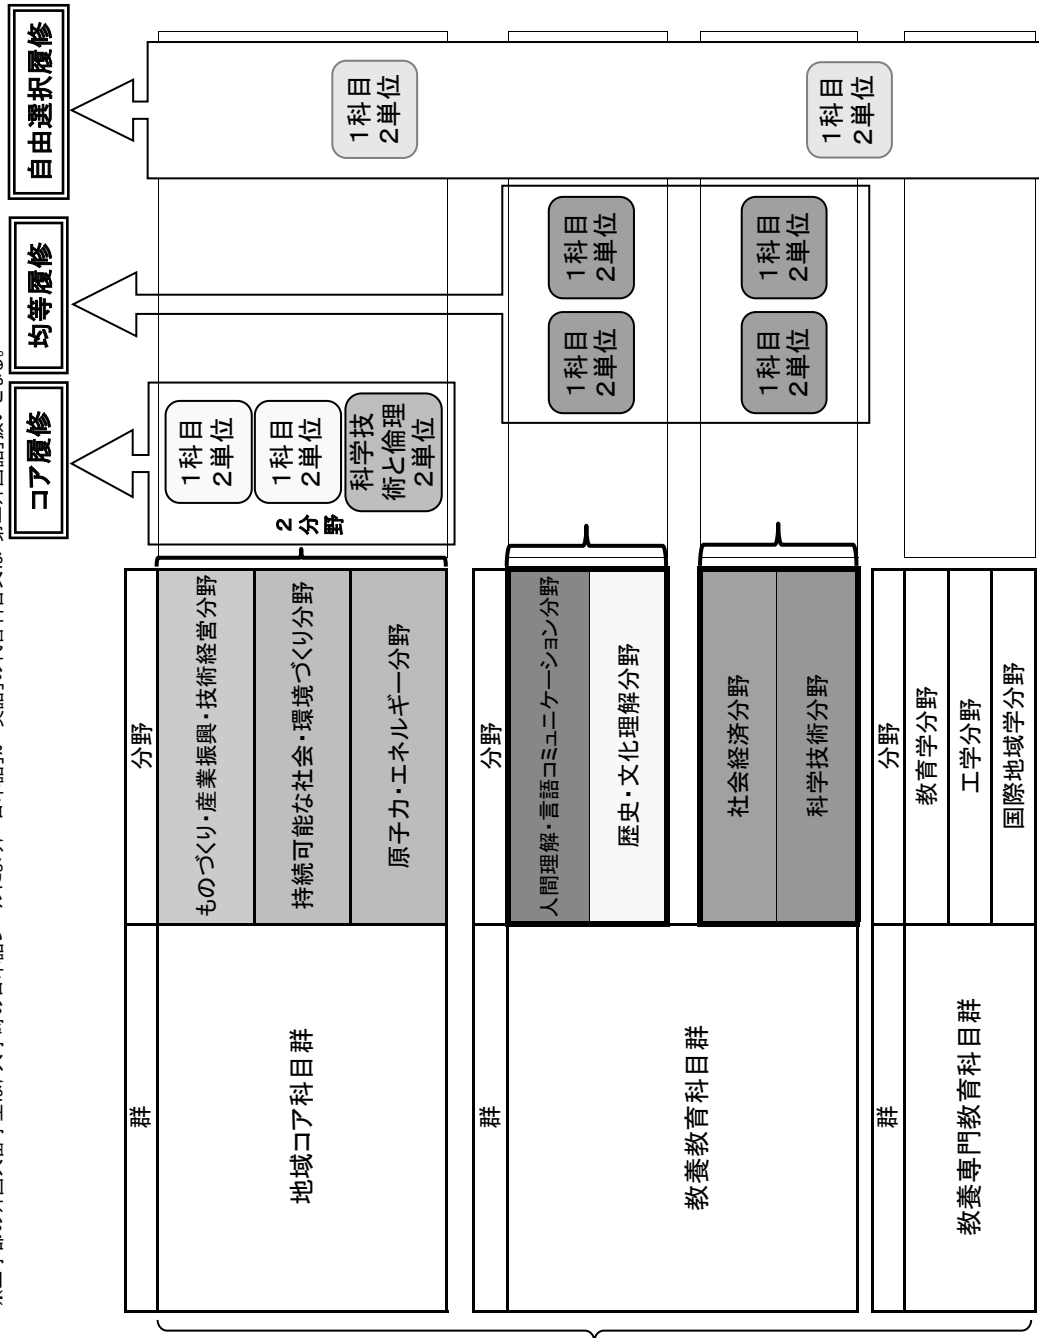 コア履修
均等履修
自由選択履修
群
分野
地域コア科目群
ものづくり・産業振興・技術経営分野
持続可能な社会・環境づくり分野
原子力・エネルギー分野
2
分
野
1科目
2単位
1科目
2単位
科学技
術と倫理
2単位
1科目
2単位
群
分野
教養教育科目群
人間理解・言語コミュニケーション分野
歴史・文化理解分野
1科目
2単位
1科目
2単位
社会経済分野
科学技術分野
1科目
2単位
1科目
2単位
1科目
2単位
群
分野
教養専門教育科目群
教育学分野
工学分野
国際地域学分野